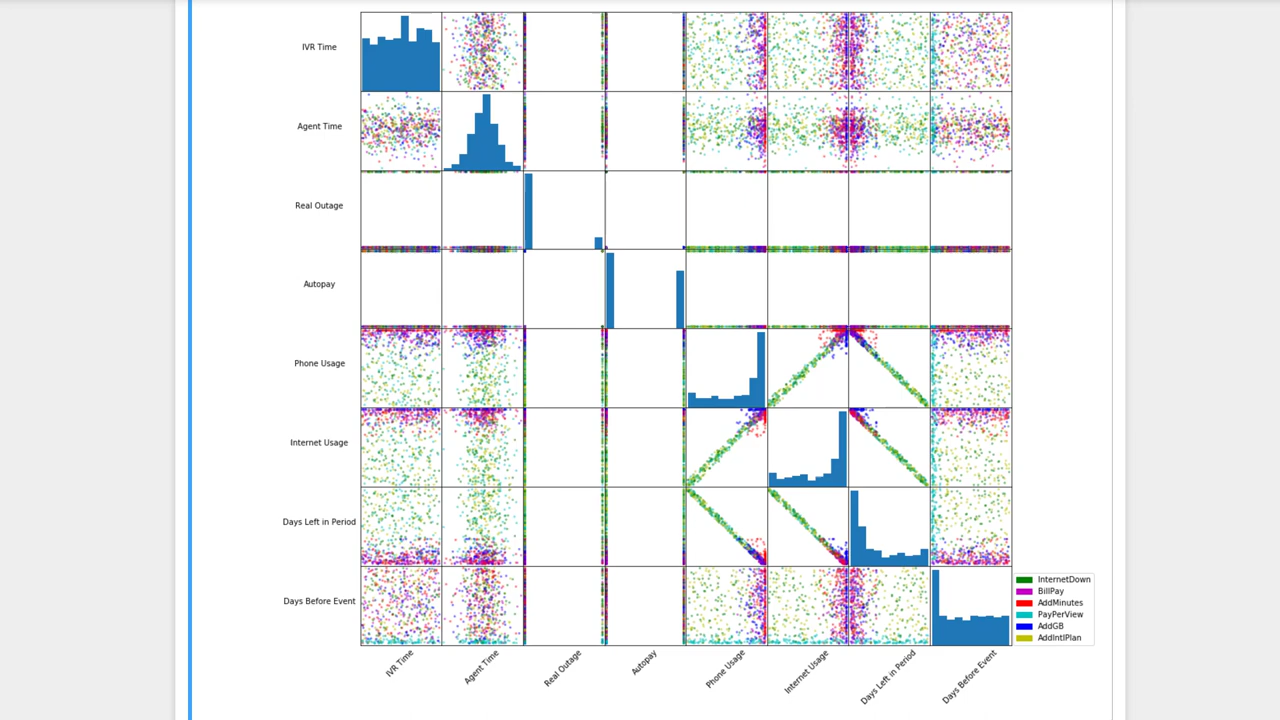 IVR Time
Agent Time
Real Outage
Autopay
Phone Usage
Internet Usage
Days Left in Period
Days Before Event
InternetDown
BillPay
AddMinutes
PayPerView
AddGB
AddIntlPlan
IVR Time
Agent Time
Real Outage
Autopay
Phone Usage
Internet Usage
Days Left in Period
Days Before Event